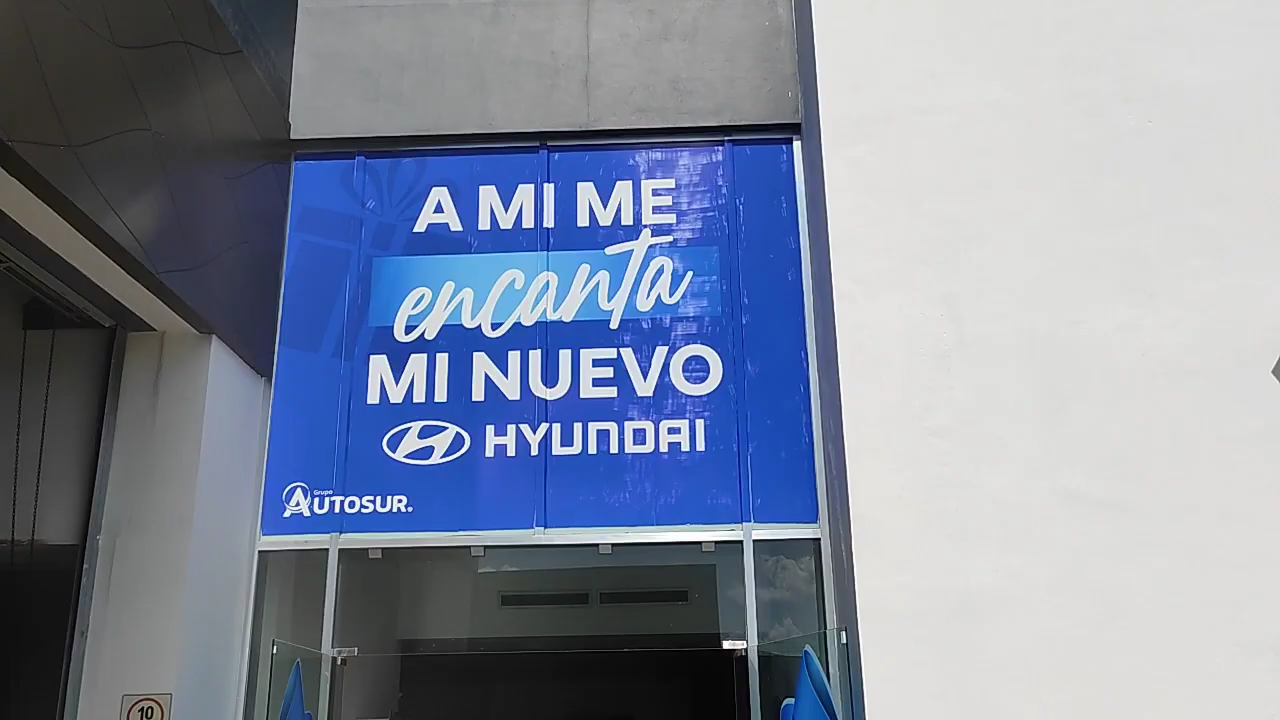 A MI ME
encanta
MI NUEVO
HYUNDAI
Grupo
AUTOSUR.
10